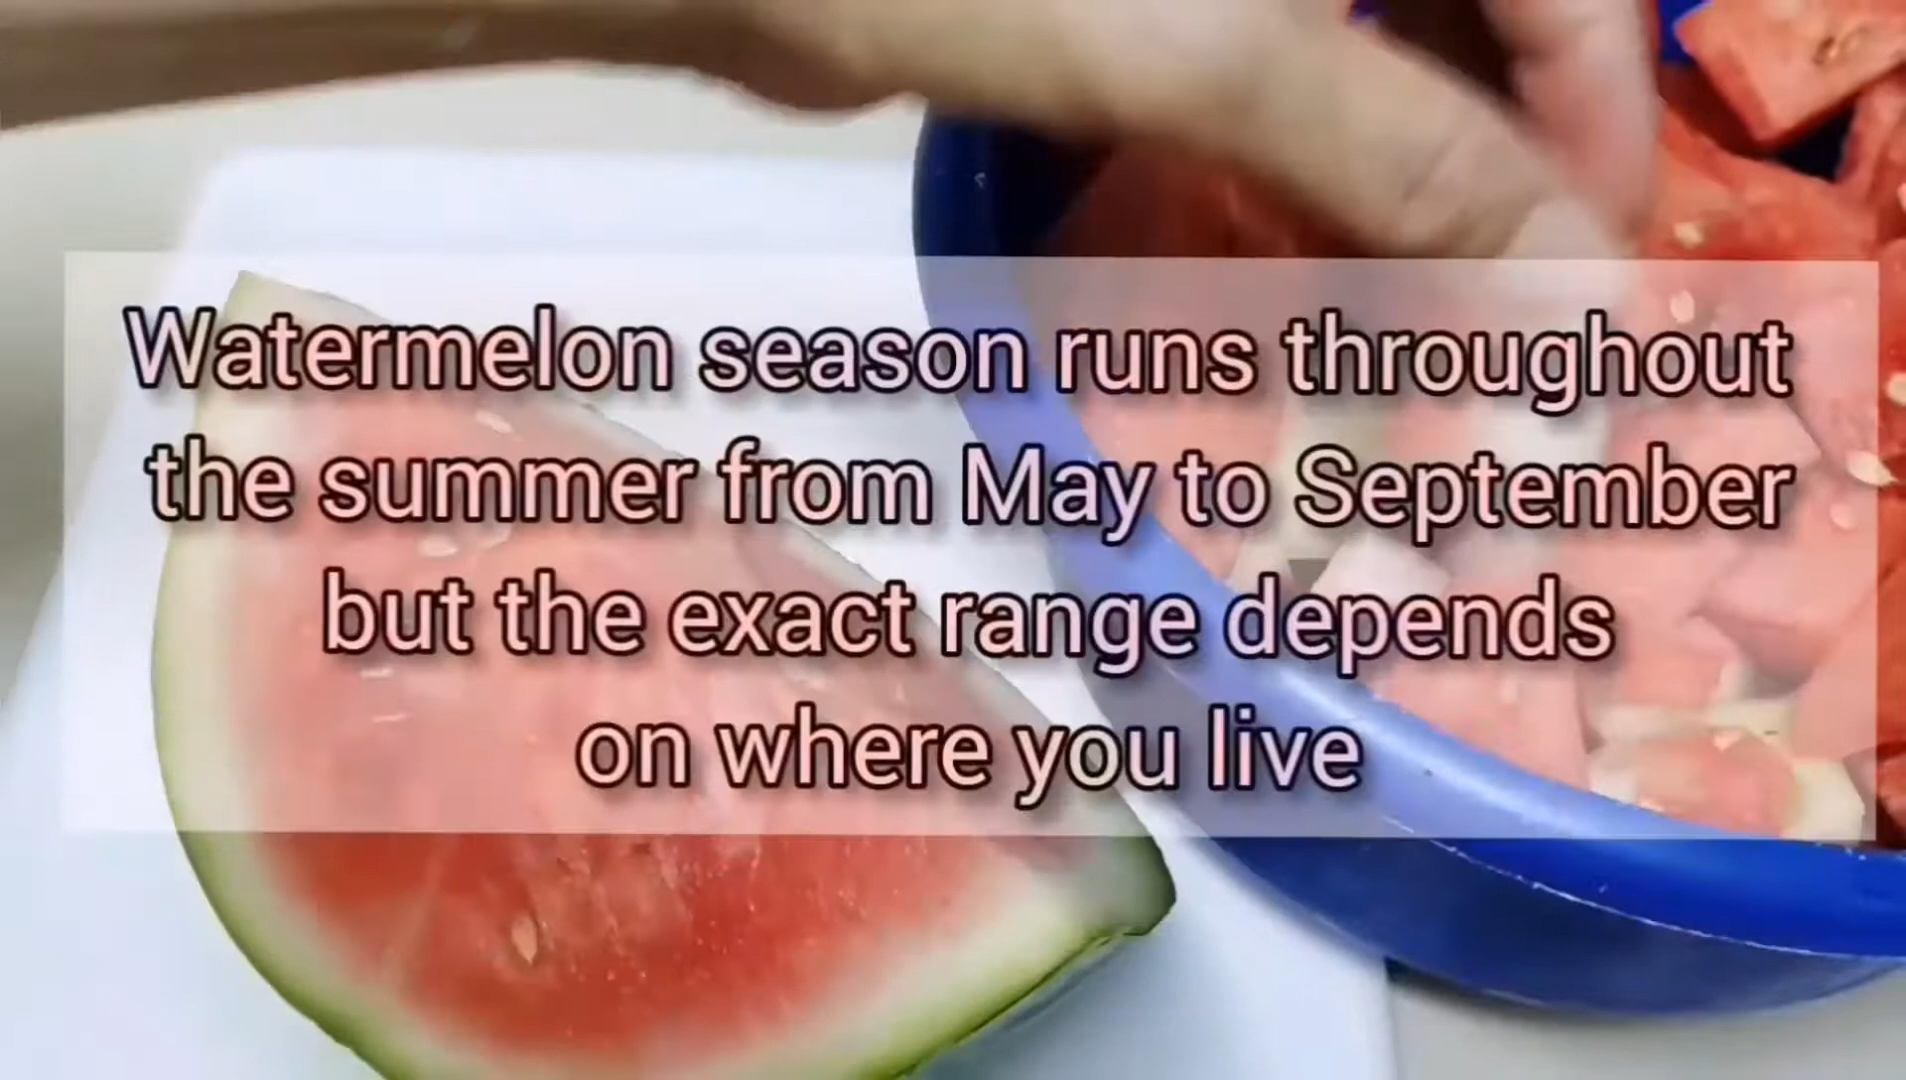 Watermelon season runs throughout
the summer from May to September
but the exact range depends
on where you live